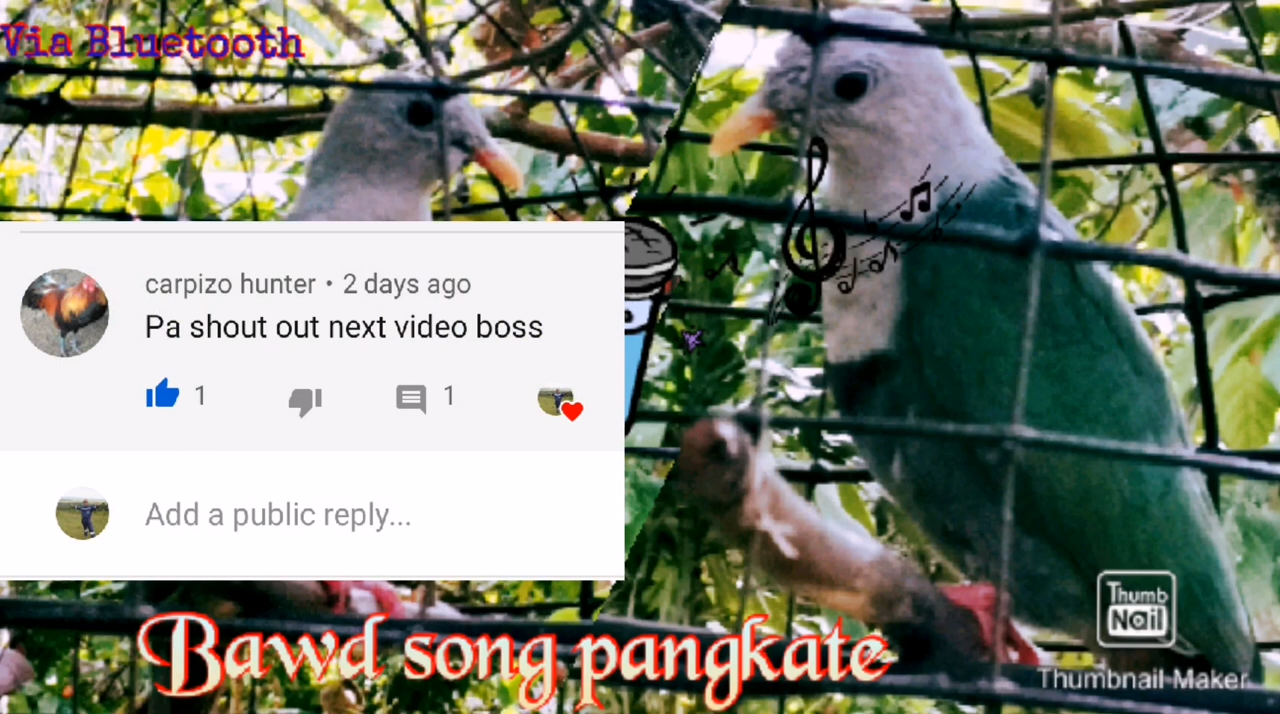 Via Bluetooth
carpizo hunter • 2 days ago
Pa shout out next video boss
1
1
Add a public reply...
Bawd song pangkate
Thumb
Nail
Thumbnail Maker